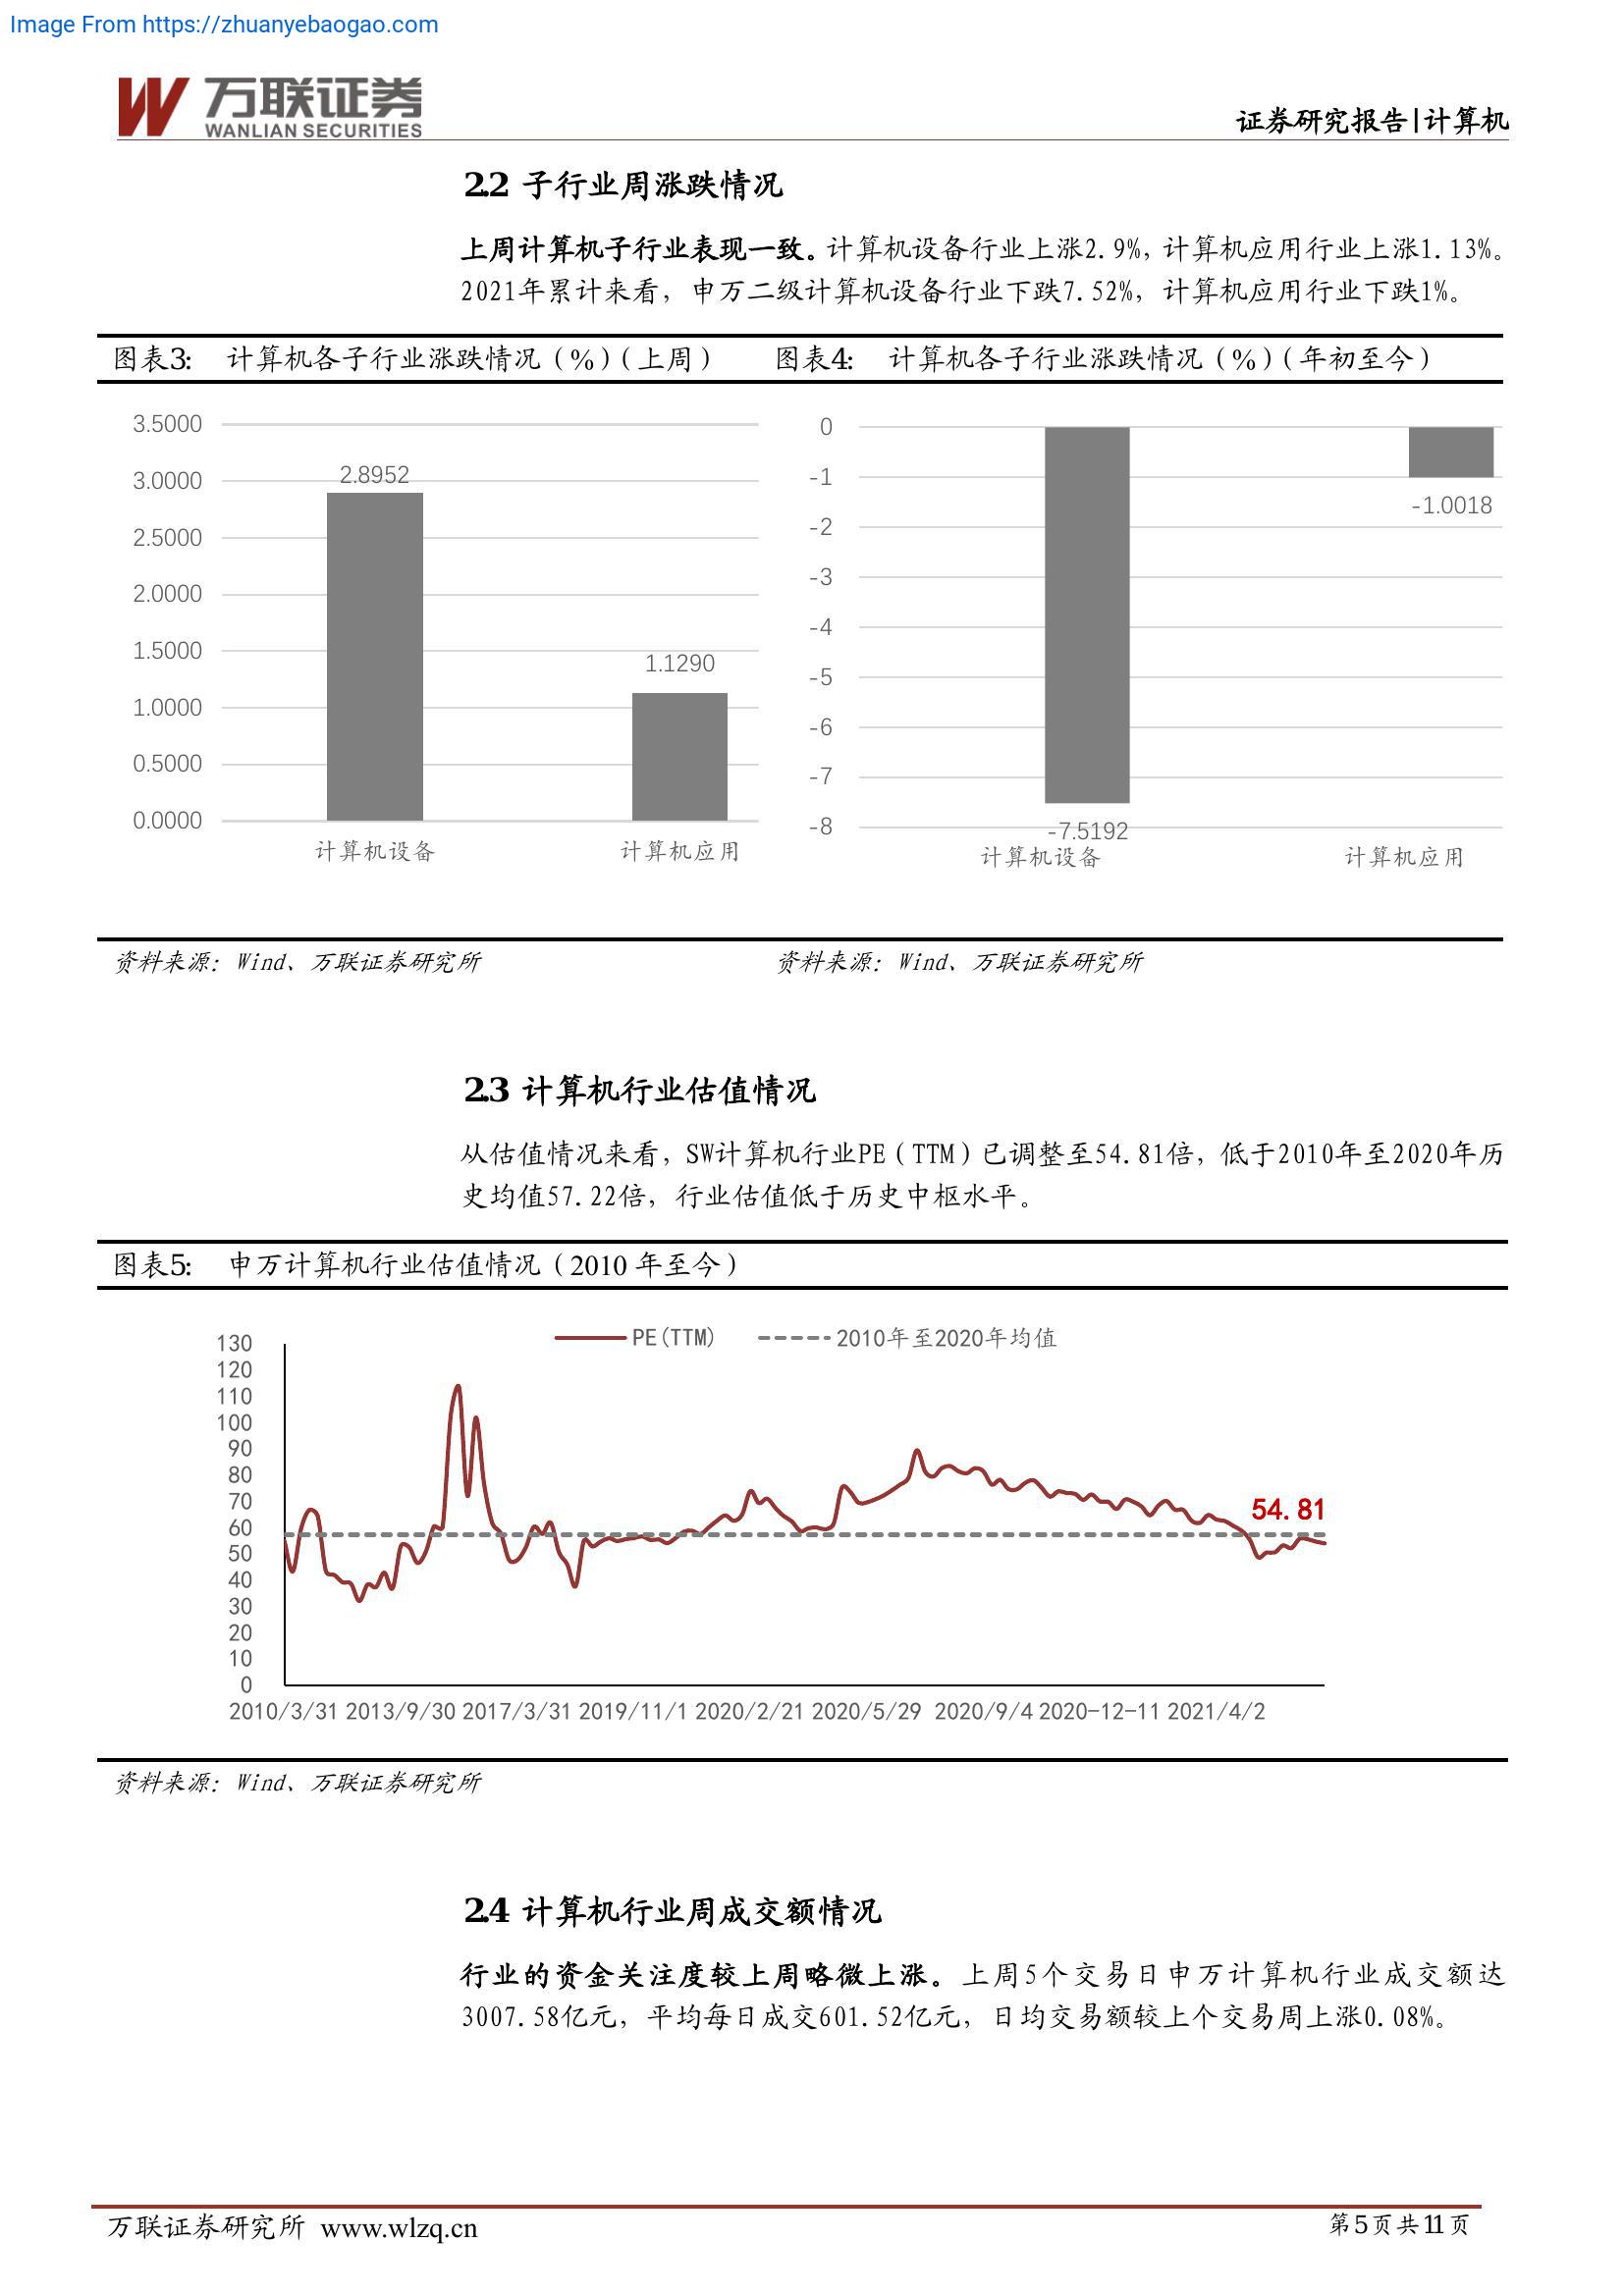 Image From https://zhuanyebaogao.com
万联证券
WANLIAN SECURITIES
证券研究报告|计算机
2.2 子行业周涨跌情况
上周计算机子行业表现一致。计算机设备行业上涨2.9%，计算机应用行业上涨1.13%。
2021年累计来看，申万二级计算机设备行业下跌7.52%，计算机应用行业下跌1%。
图表3: 计算机各子行业涨跌情况（%）（上周）
3.5000
3.0000
2.5000
2.0000
1.5000
1.0000
0.5000
0.0000
2.8952
1.1290
计算机设备 计算机应用
资料来源：Wind、万联证券研究所
图表4: 计算机各子行业涨跌情况（%）（年初至今）
0
-1
-2
-3
-4
-5
-6
-7
-8
-1.0018
-7.5192
计算机设备 计算机应用
资料来源：Wind、万联证券研究所
2.3 计算机行业估值情况
从估值情况来看，SW计算机行业PE（TTM）已调整至54.81倍，低于2010年至2020年历
史均值57.22倍，行业估值低于历史中枢水平。
图表5: 申万计算机行业估值情况（2010 年至今）
PE(TTM) 2010年至2020年均值
130
120
110
100
90
80
70
60
50
40
30
20
10
0
54.81
2010/3/31 2013/9/30 2017/3/31 2019/11/1 2020/2/21 2020/5/29 2020/9/4 2020-12-11 2021/4/2
资料来源：Wind、万联证券研究所
2.4 计算机行业周成交额情况
行业的资金关注度较上周略微上涨。上周5个交易日申万计算机行业成交额达
3007.58亿元，平均每日成交601.52亿元，日均交易额较上个交易周上涨0.08%。
万联证券研究所 www.wlzq.cn
第5页共11页